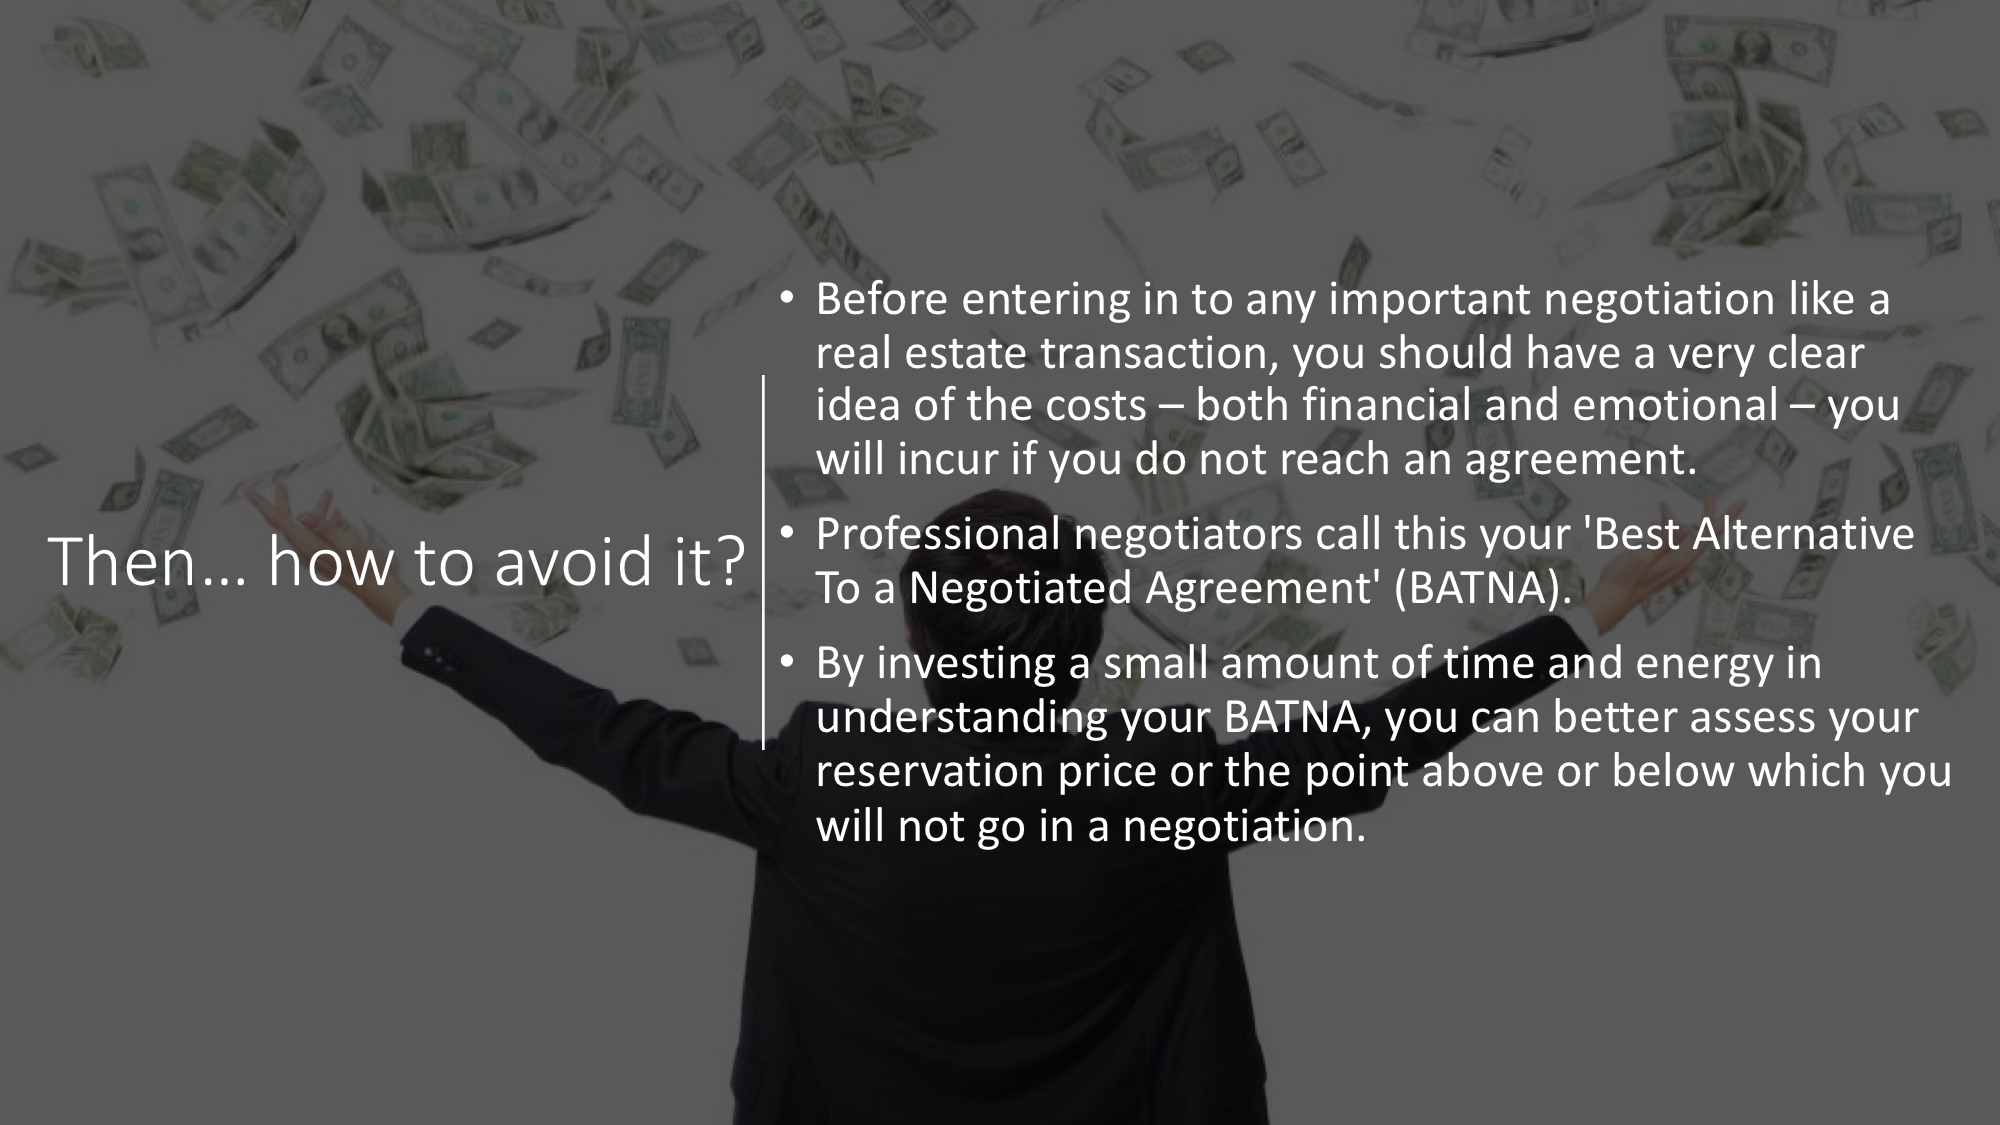 Then... how to avoid it?
• Before entering in to any important negotiation like a
real estate transaction, you should have a very clear
idea of the costs – both financial and emotional – you
will incur if you do not reach an agreement.
• Professional negotiators call this your 'Best Alternative
To a Negotiated Agreement' (BATNA).
• By investing a small amount of time and energy in
understanding your BATNA, you can better assess your
reservation price or the point above or below which you
will not go in a negotiation.